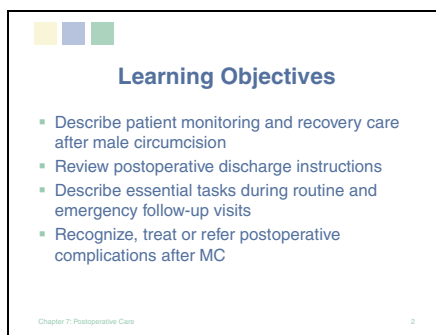 Learning Objectives
▪ Describe patient monitoring and recovery care
after male circumcision
▪ Review postoperative discharge instructions
▪ Describe essential tasks during routine and
emergency follow-up visits
▪ Recognize, treat or refer postoperative
complications after MC
Chapter 7: Postoperative Care
2